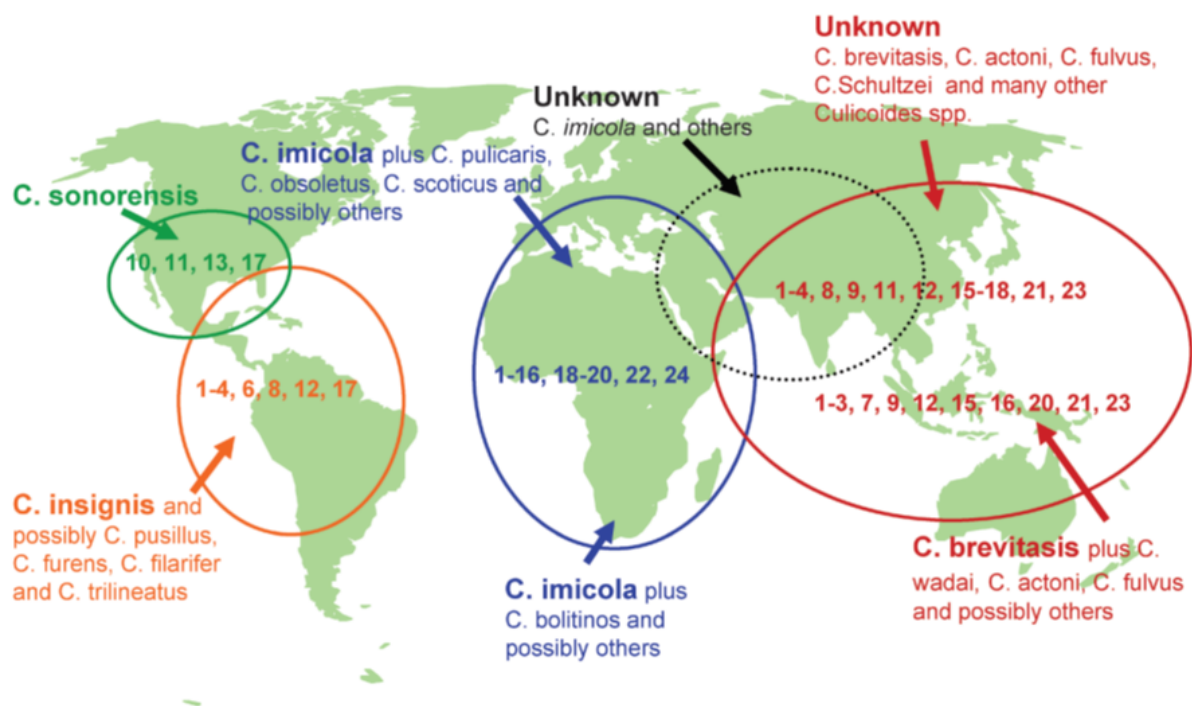 Unknown
C. brevitasis, C. actoni, C. fulvus,
C.Schultzei and many other
Culicoides spp.
Unknown
C. imicola and others
C. imicola plus C. pulicaris,
C. obsoletus, C. scoticus and
possibly others
C. sonorensis
10, 11, 13, 17
1-4, 8, 9, 11, 12, 15-18, 21, 23
1-16, 18-20, 22, 24
1-4, 6, 8, 12, 17
1-3, 7, 9, 12, 15, 16, 20, 21, 23
C. insignis and
possibly C. pusillus,
C. furens, C. filarifer
and C. trilineatus
C. imicola plus
C. bolitinos and
possibly others
C. brevitasis plus C.
wadai, C. actoni, C. fulvus
and possibly others